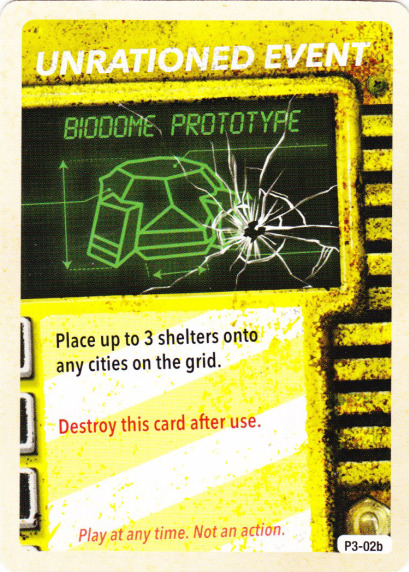 UNRATIONED EVENT
BIODOME PROTOTYPE
Place up to 3 shelters onto
any cities on the grid.
Destroy this card after use.
Play at any time. Not an action.
P3-02b